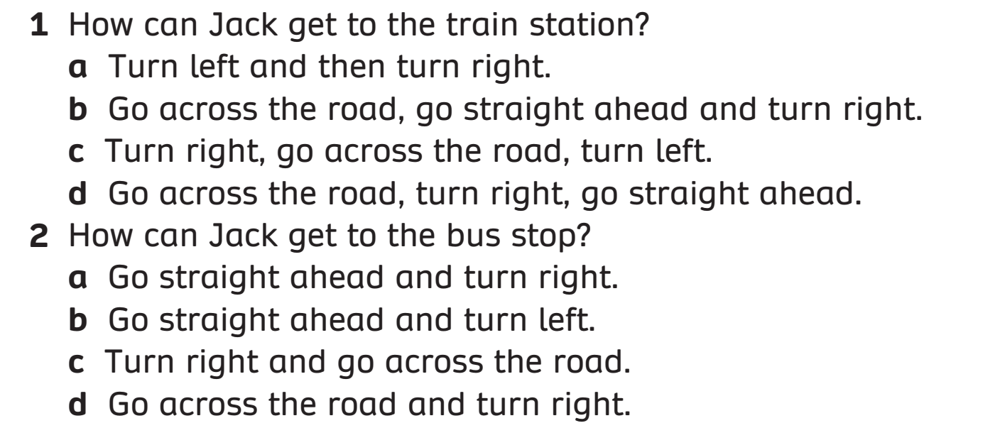 1 How can Jack get to the train station?
a Turn left and then turn right.
b Go across the road, go straight ahead and turn right.
c Turn right, go across the road, turn left.
d Go across the road, turn right, go straight ahead.
2 How can Jack get to the bus stop?
a Go straight ahead and turn right.
b Go straight ahead and turn left.
c Turn right and go across the road.
d Go across the road and turn right.